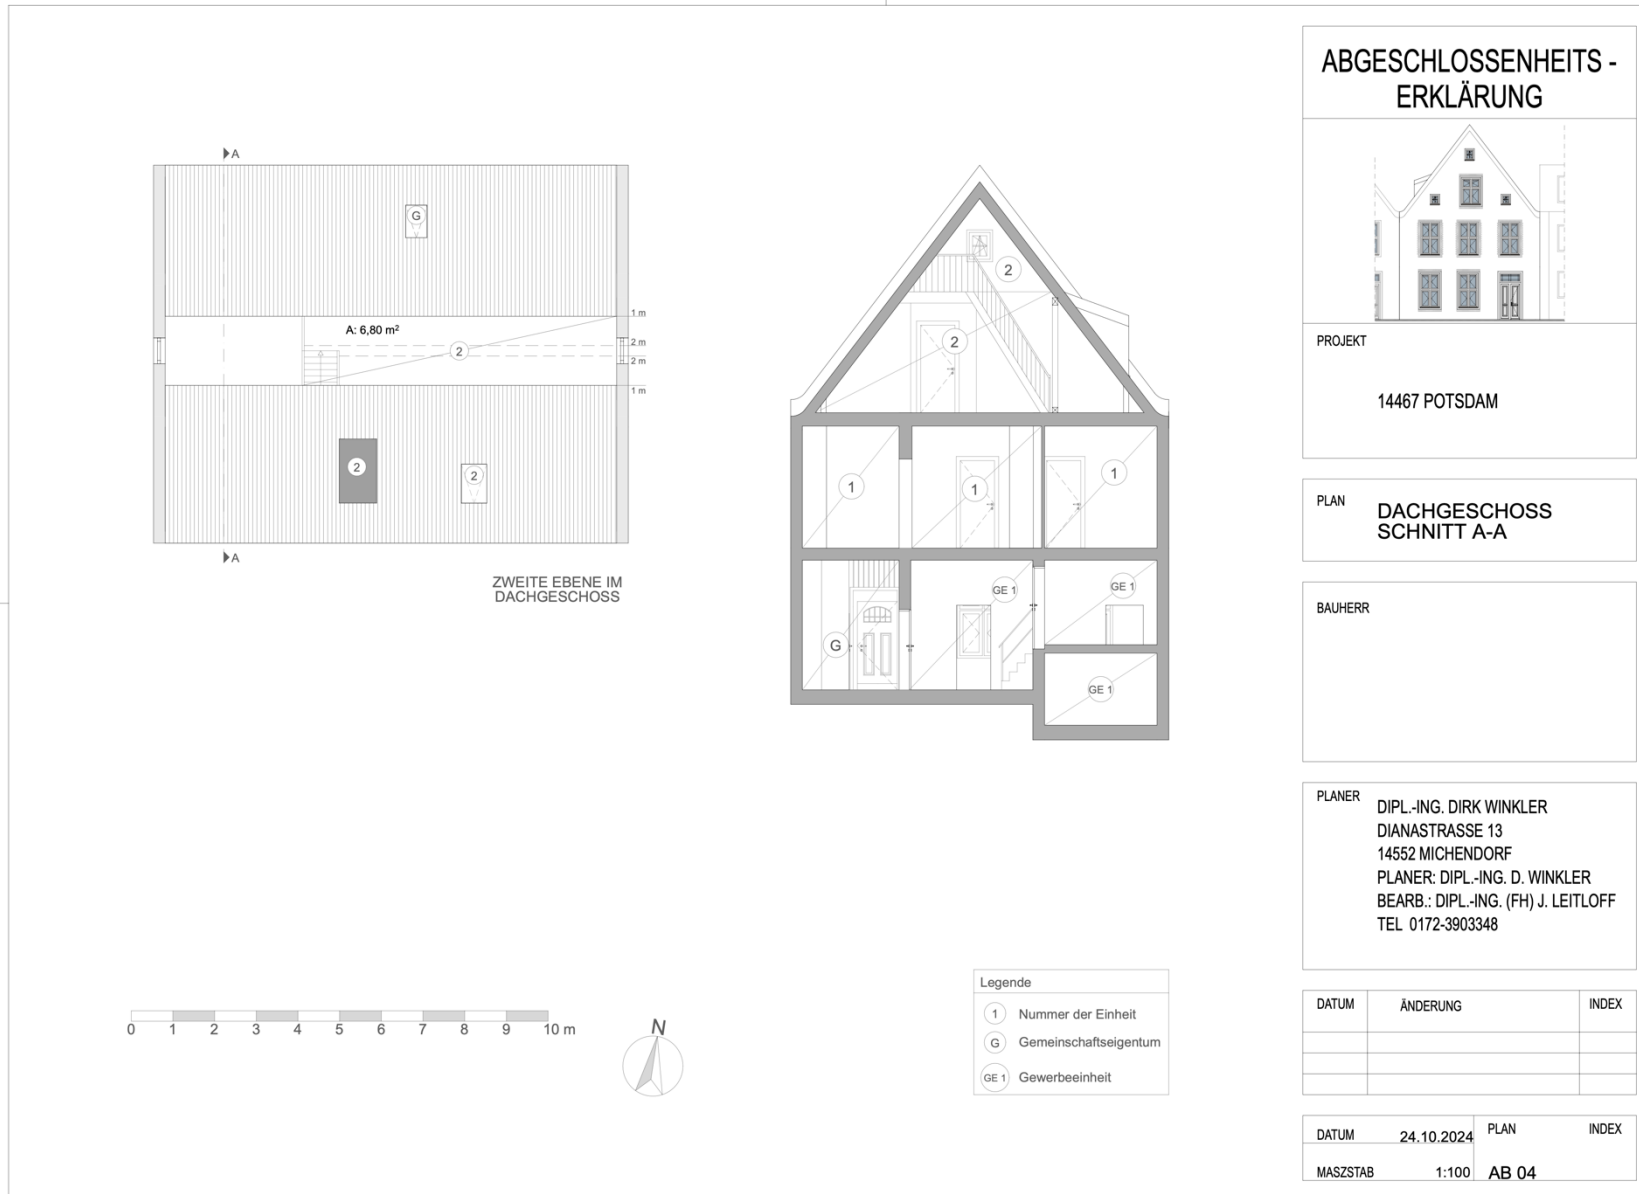 A
G
A: 6,80 m²
1 m
2 m
2 m
1 m
2
2
2
A
ZWEITE EBENE IM
DACHGESCHOSS
2
2
1
1
1
G
GE 1
GE 1
GE 1
0 1 2 3 4 5 6 7 8 9 10 m
N
Legende
1 Nummer der Einheit
G Gemeinschaftseigentum
GE 1 Gewerbeeinheit
ABGESCHLOSSENHEITS -
ERKLÄRUNG
PROJEKT
14467 POTSDAM
PLAN
DACHGESCHOSS
SCHNITT A-A
BAUHERR
PLANER
DIPL.-ING. DIRK WINKLER
DIANASTRASSE 13
14552 MICHENDORF
PLANER: DIPL.-ING. D. WINKLER
BEARB.: DIPL.-ING. (FH) J. LEITLOFF
TEL 0172-3903348
DATUM ÄNDERUNG INDEX
DATUM 24.10.2024 PLAN INDEX
MASZSTAB 1:100 AB 04